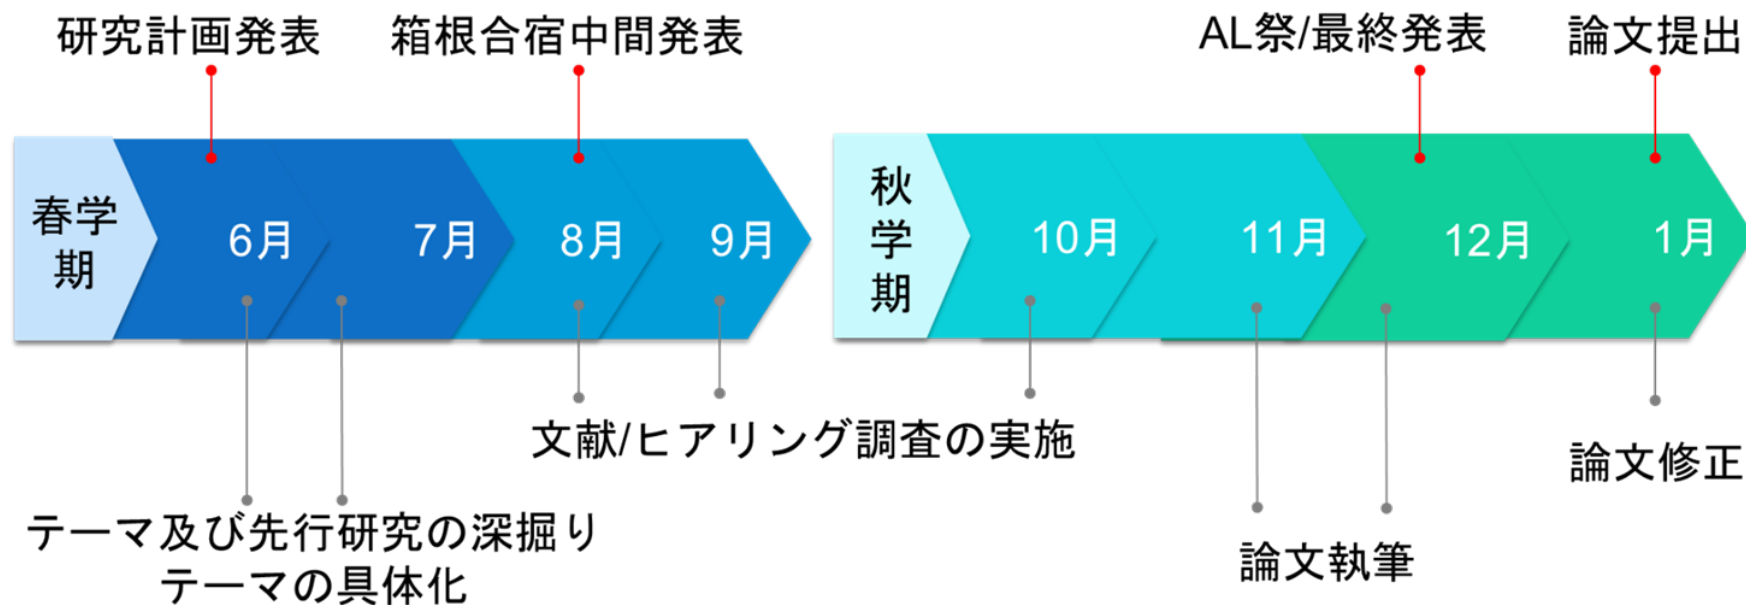 研究計画発表
箱根合宿中間発表
AL祭/最終発表
論文提出
春学
期
6月
7月
8月
9月
秋
学
期
10月
11月
12月
1月
文献/ヒアリング調査の実施
論文修正
テーマ及び先行研究の深掘り
テーマの具体化
論文執筆